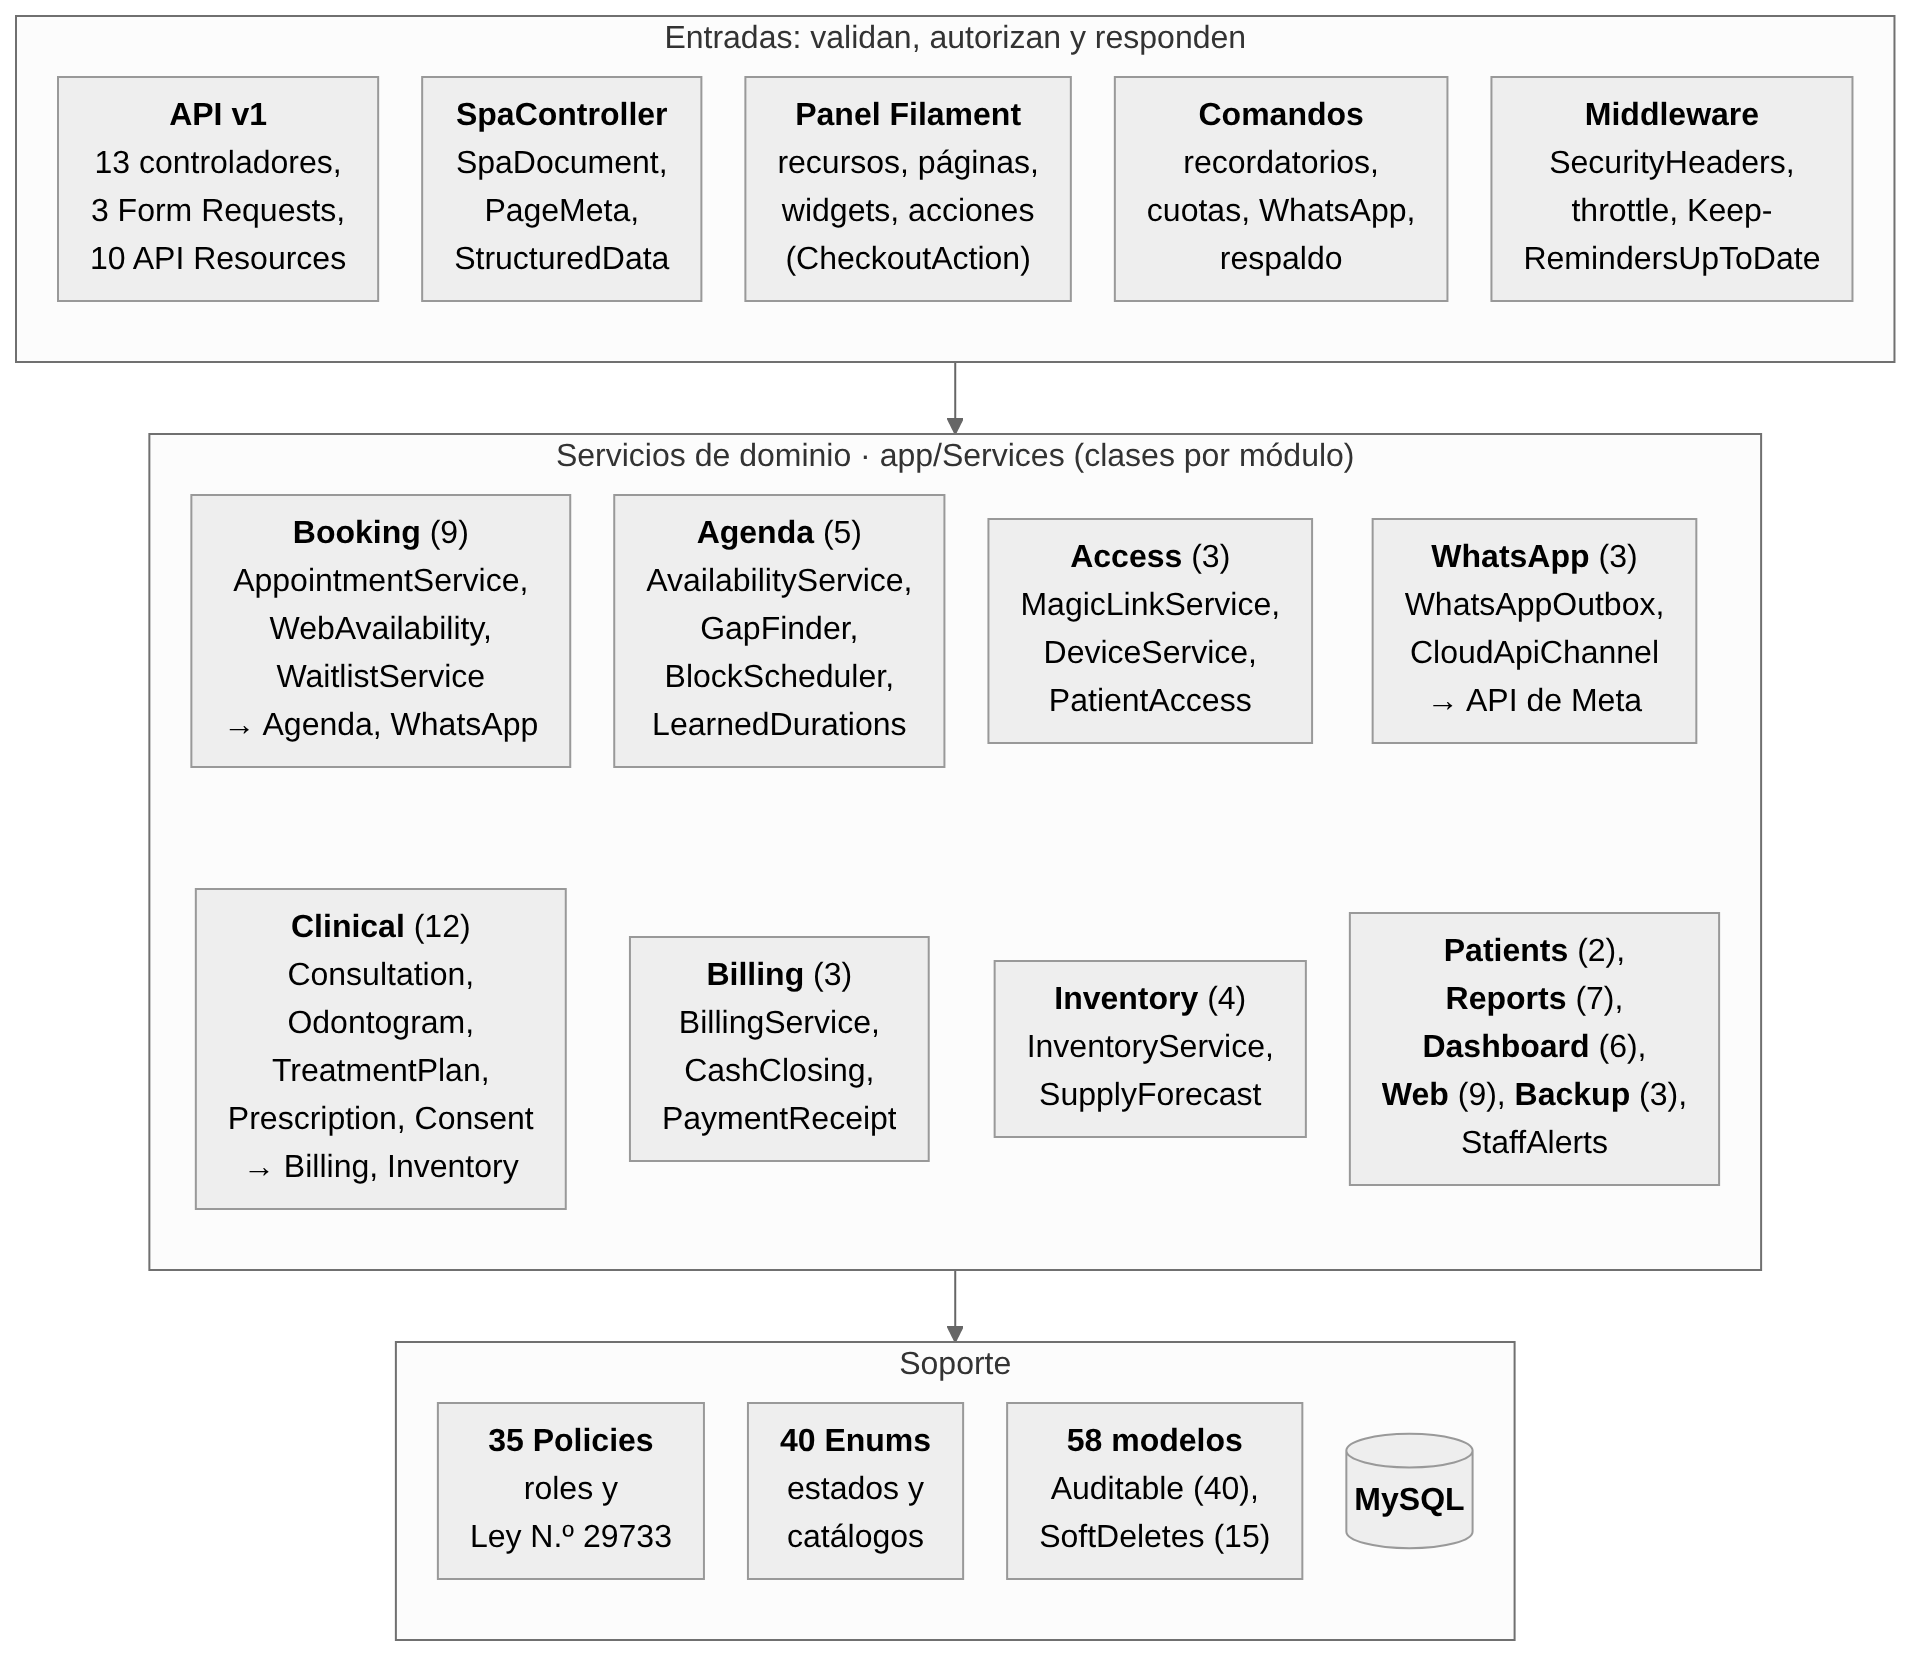 Entradas: validan, autorizan y responden
API v1
13 controladores,
3 Form Requests,
10 API Resources
SpaController
SpaDocument,
PageMeta,
StructuredData
Panel Filament
recursos, páginas,
widgets, acciones
(CheckoutAction)
Comandos
recordatorios,
cuotas, WhatsApp,
respaldo
Middleware
SecurityHeaders,
throttle, Keep-
RemindersUpToDate
Servicios de dominio · app/Services (clases por módulo)
Booking (9)
AppointmentService,
WebAvailability,
WaitlistService
→ Agenda, WhatsApp
Agenda (5)
AvailabilityService,
GapFinder,
BlockScheduler,
LearnedDurations
Access (3)
MagicLinkService,
DeviceService,
PatientAccess
WhatsApp (3)
WhatsAppOutbox,
CloudApiChannel
→ API de Meta
Clinical (12)
Consultation,
Odontogram,
TreatmentPlan,
Prescription, Consent
→ Billing, Inventory
Billing (3)
BillingService,
CashClosing,
PaymentReceipt
Inventory (4)
InventoryService,
SupplyForecast
Patients (2),
Reports (7),
Dashboard (6),
Web (9), Backup (3),
StaffAlerts
Soporte
35 Policies
roles y
Ley N.º 29733
40 Enums
estados y
catálogos
58 modelos
Auditable (40),
SoftDeletes (15)
MySQL